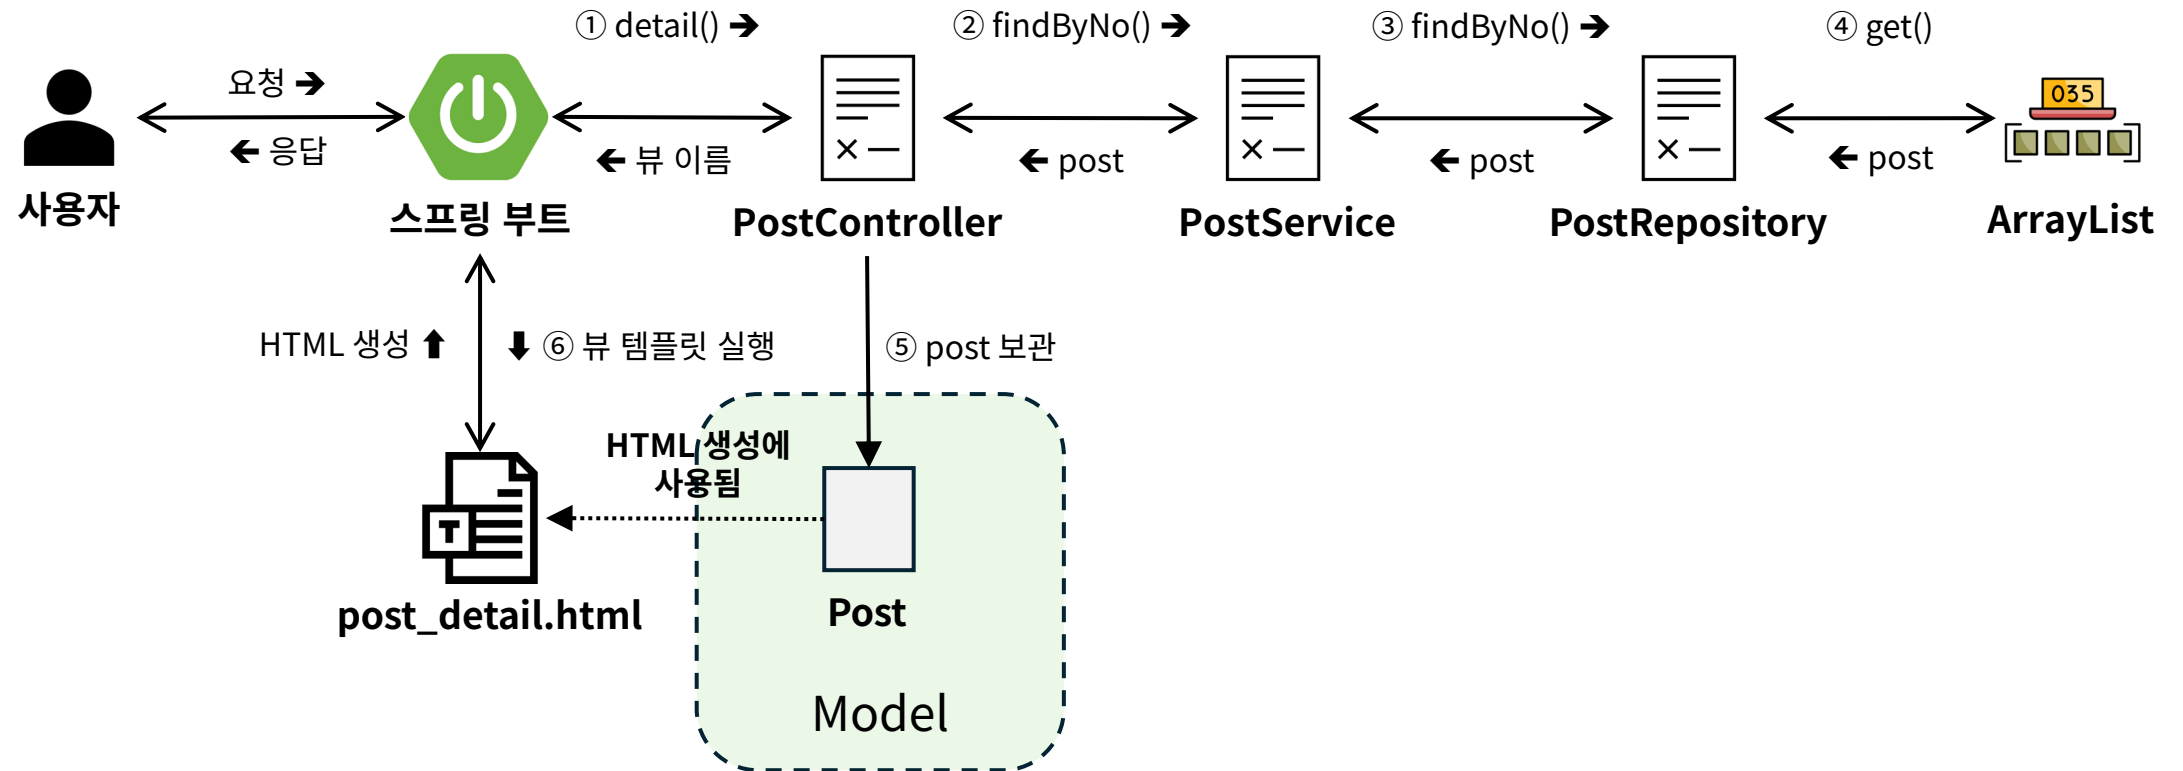 ① detail() 🡺
② findByNo() 🡺
③ findByNo() 🡺
④ get()
요청 🡺
🡸 응답
🡸 뷰 이름
🡸 post
🡸 post
🡸 post
035
사용자
스프링 부트
PostController
PostService
PostRepository
ArrayList
HTML 생성 🡹
🡻 ⑥ 뷰 템플릿 실행
⑤ post 보관
HTML 생성에
사용됨
T
post_detail.html
Post
Model